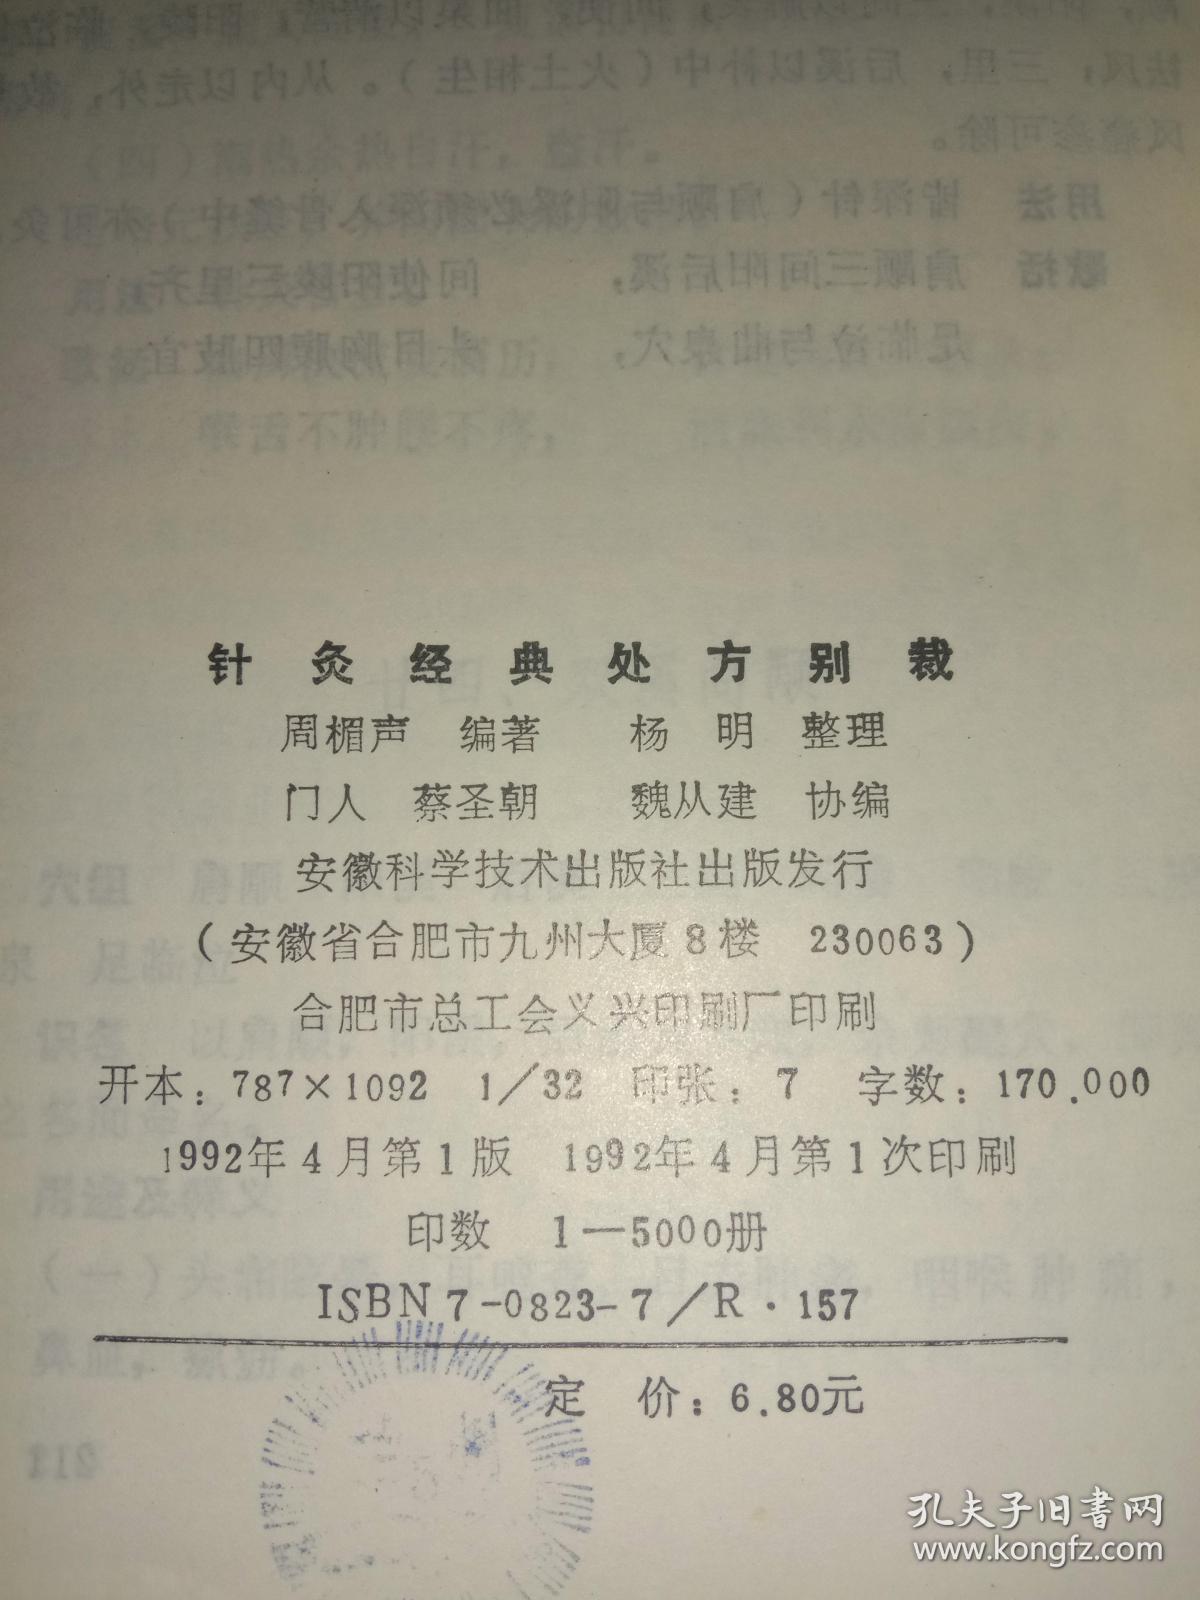 针灸经典处方别裁
周楣声 编著 杨 明 整理
门人 蔡圣朝 魏从建 协编
安徽科学技术出版社出版发行
(安徽省合肥市九州大厦8楼 230063)
合肥市总工会义兴印刷厂印刷
开本:787×1092 1/32 印张:7 字数:170.000
1992年4月第1版 1992年4月第1次印刷
印数 1—5000册
ISBN 7-0823-7/R·157
定 价:6.80元
孔夫子旧书网
www.kongfz.com